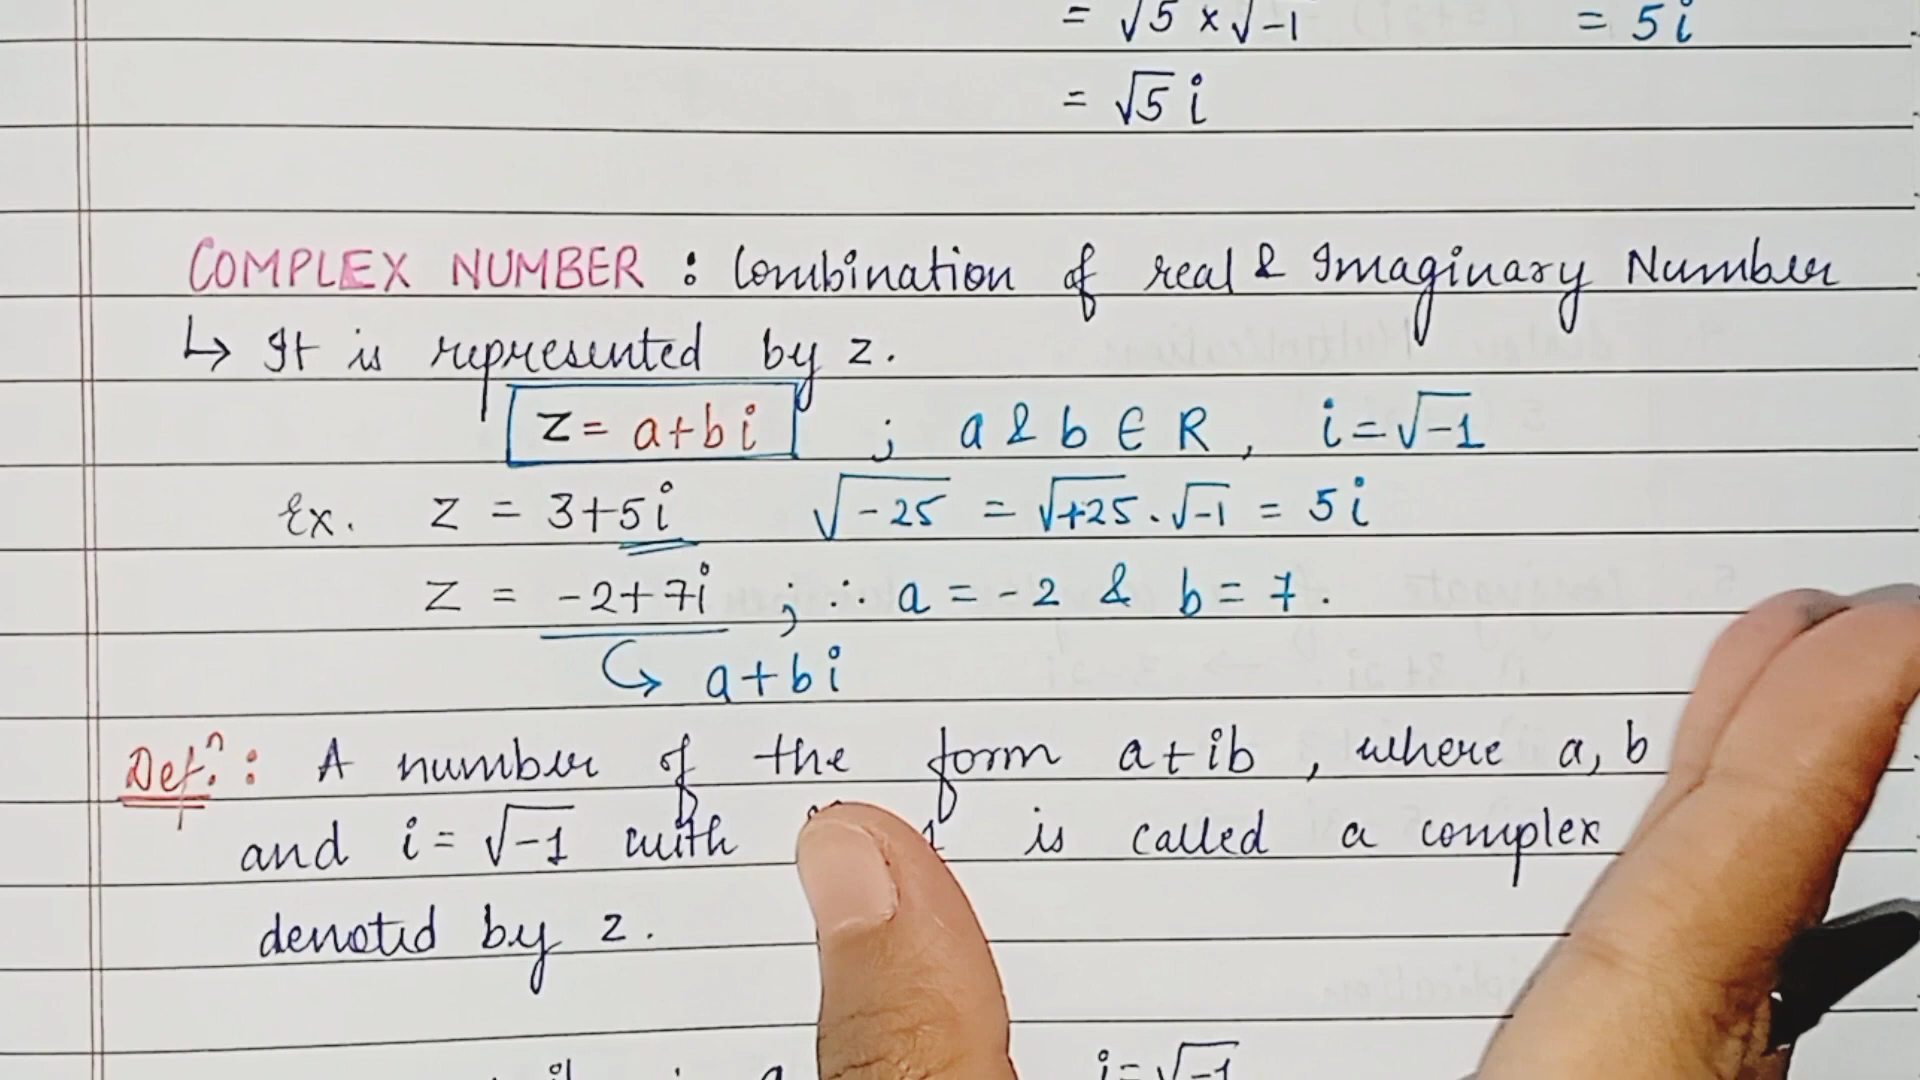 = √5 × √-1 = 5i
= √5 i
COMPLEX NUMBER : Combination of real & Imaginary Number
↳ It is represented by z.
z = a+bi ; a & b ∈ R, i = √-1
Ex. z = 3+5i √-25 = √+25 . √-1 = 5i
z = -2+7i ; ∴ a = -2 & b = 7.
↳ a+bi
Defⁿ: A number of the form a+ib, where a, b
and i = √-1 with 1 is called a complex
denoted by z.
i = √-1